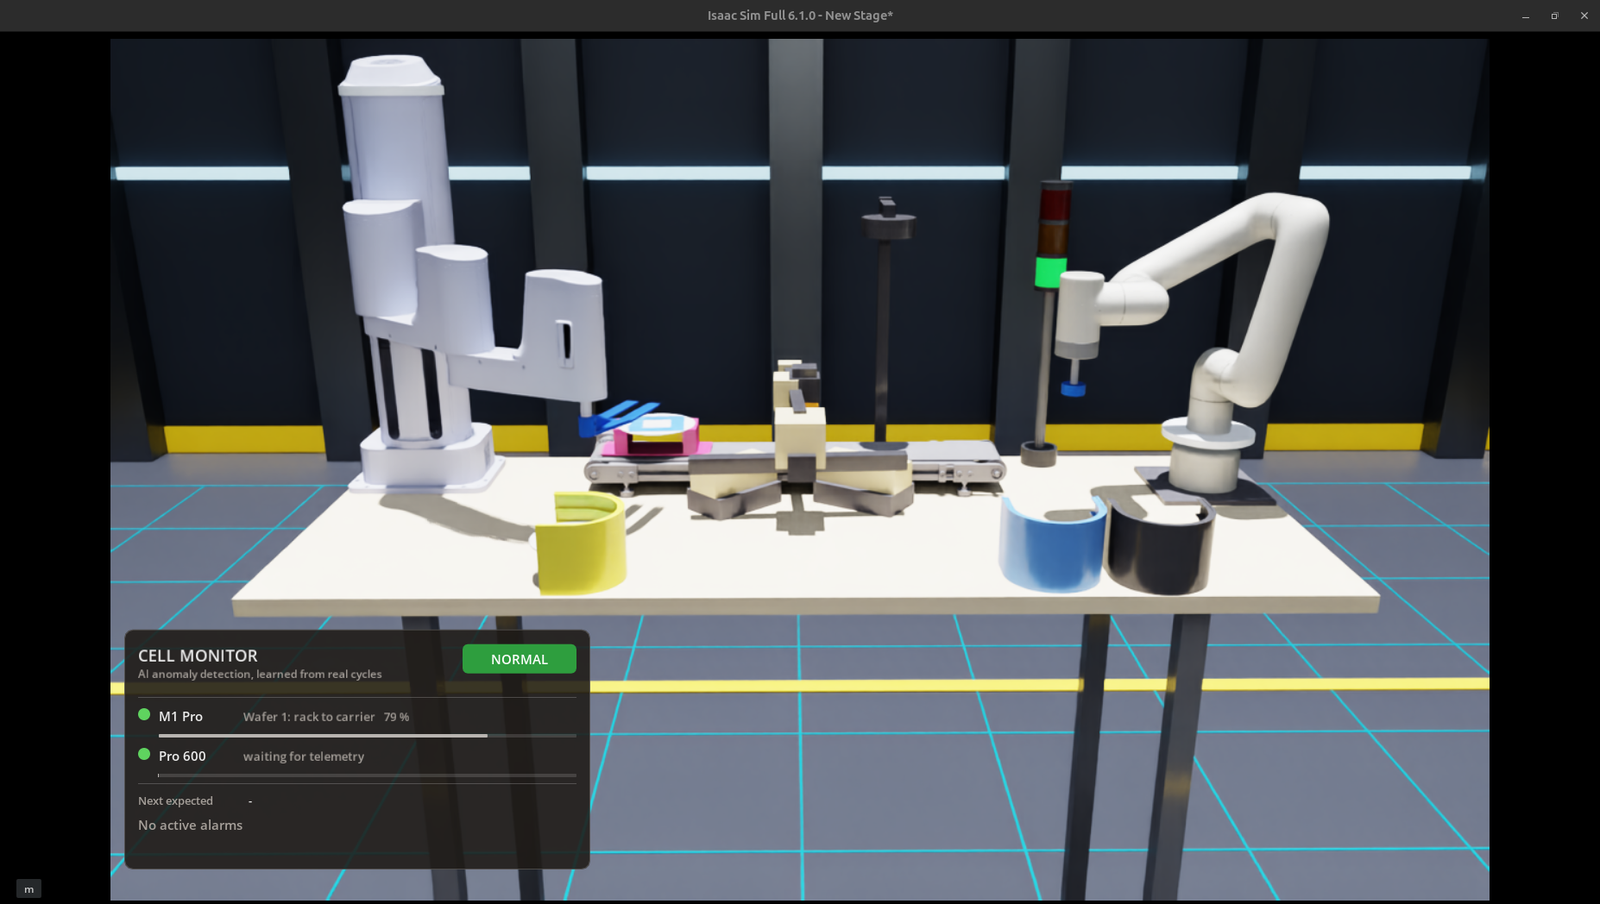 Isaac Sim Full 6.1.0 - New Stage*
CELL MONITOR
AI anomaly detection, learned from real cycles
NORMAL
M1 Pro Wafer 1: rack to carrier 79 %
Pro 600 waiting for telemetry
Next expected -
No active alarms
m